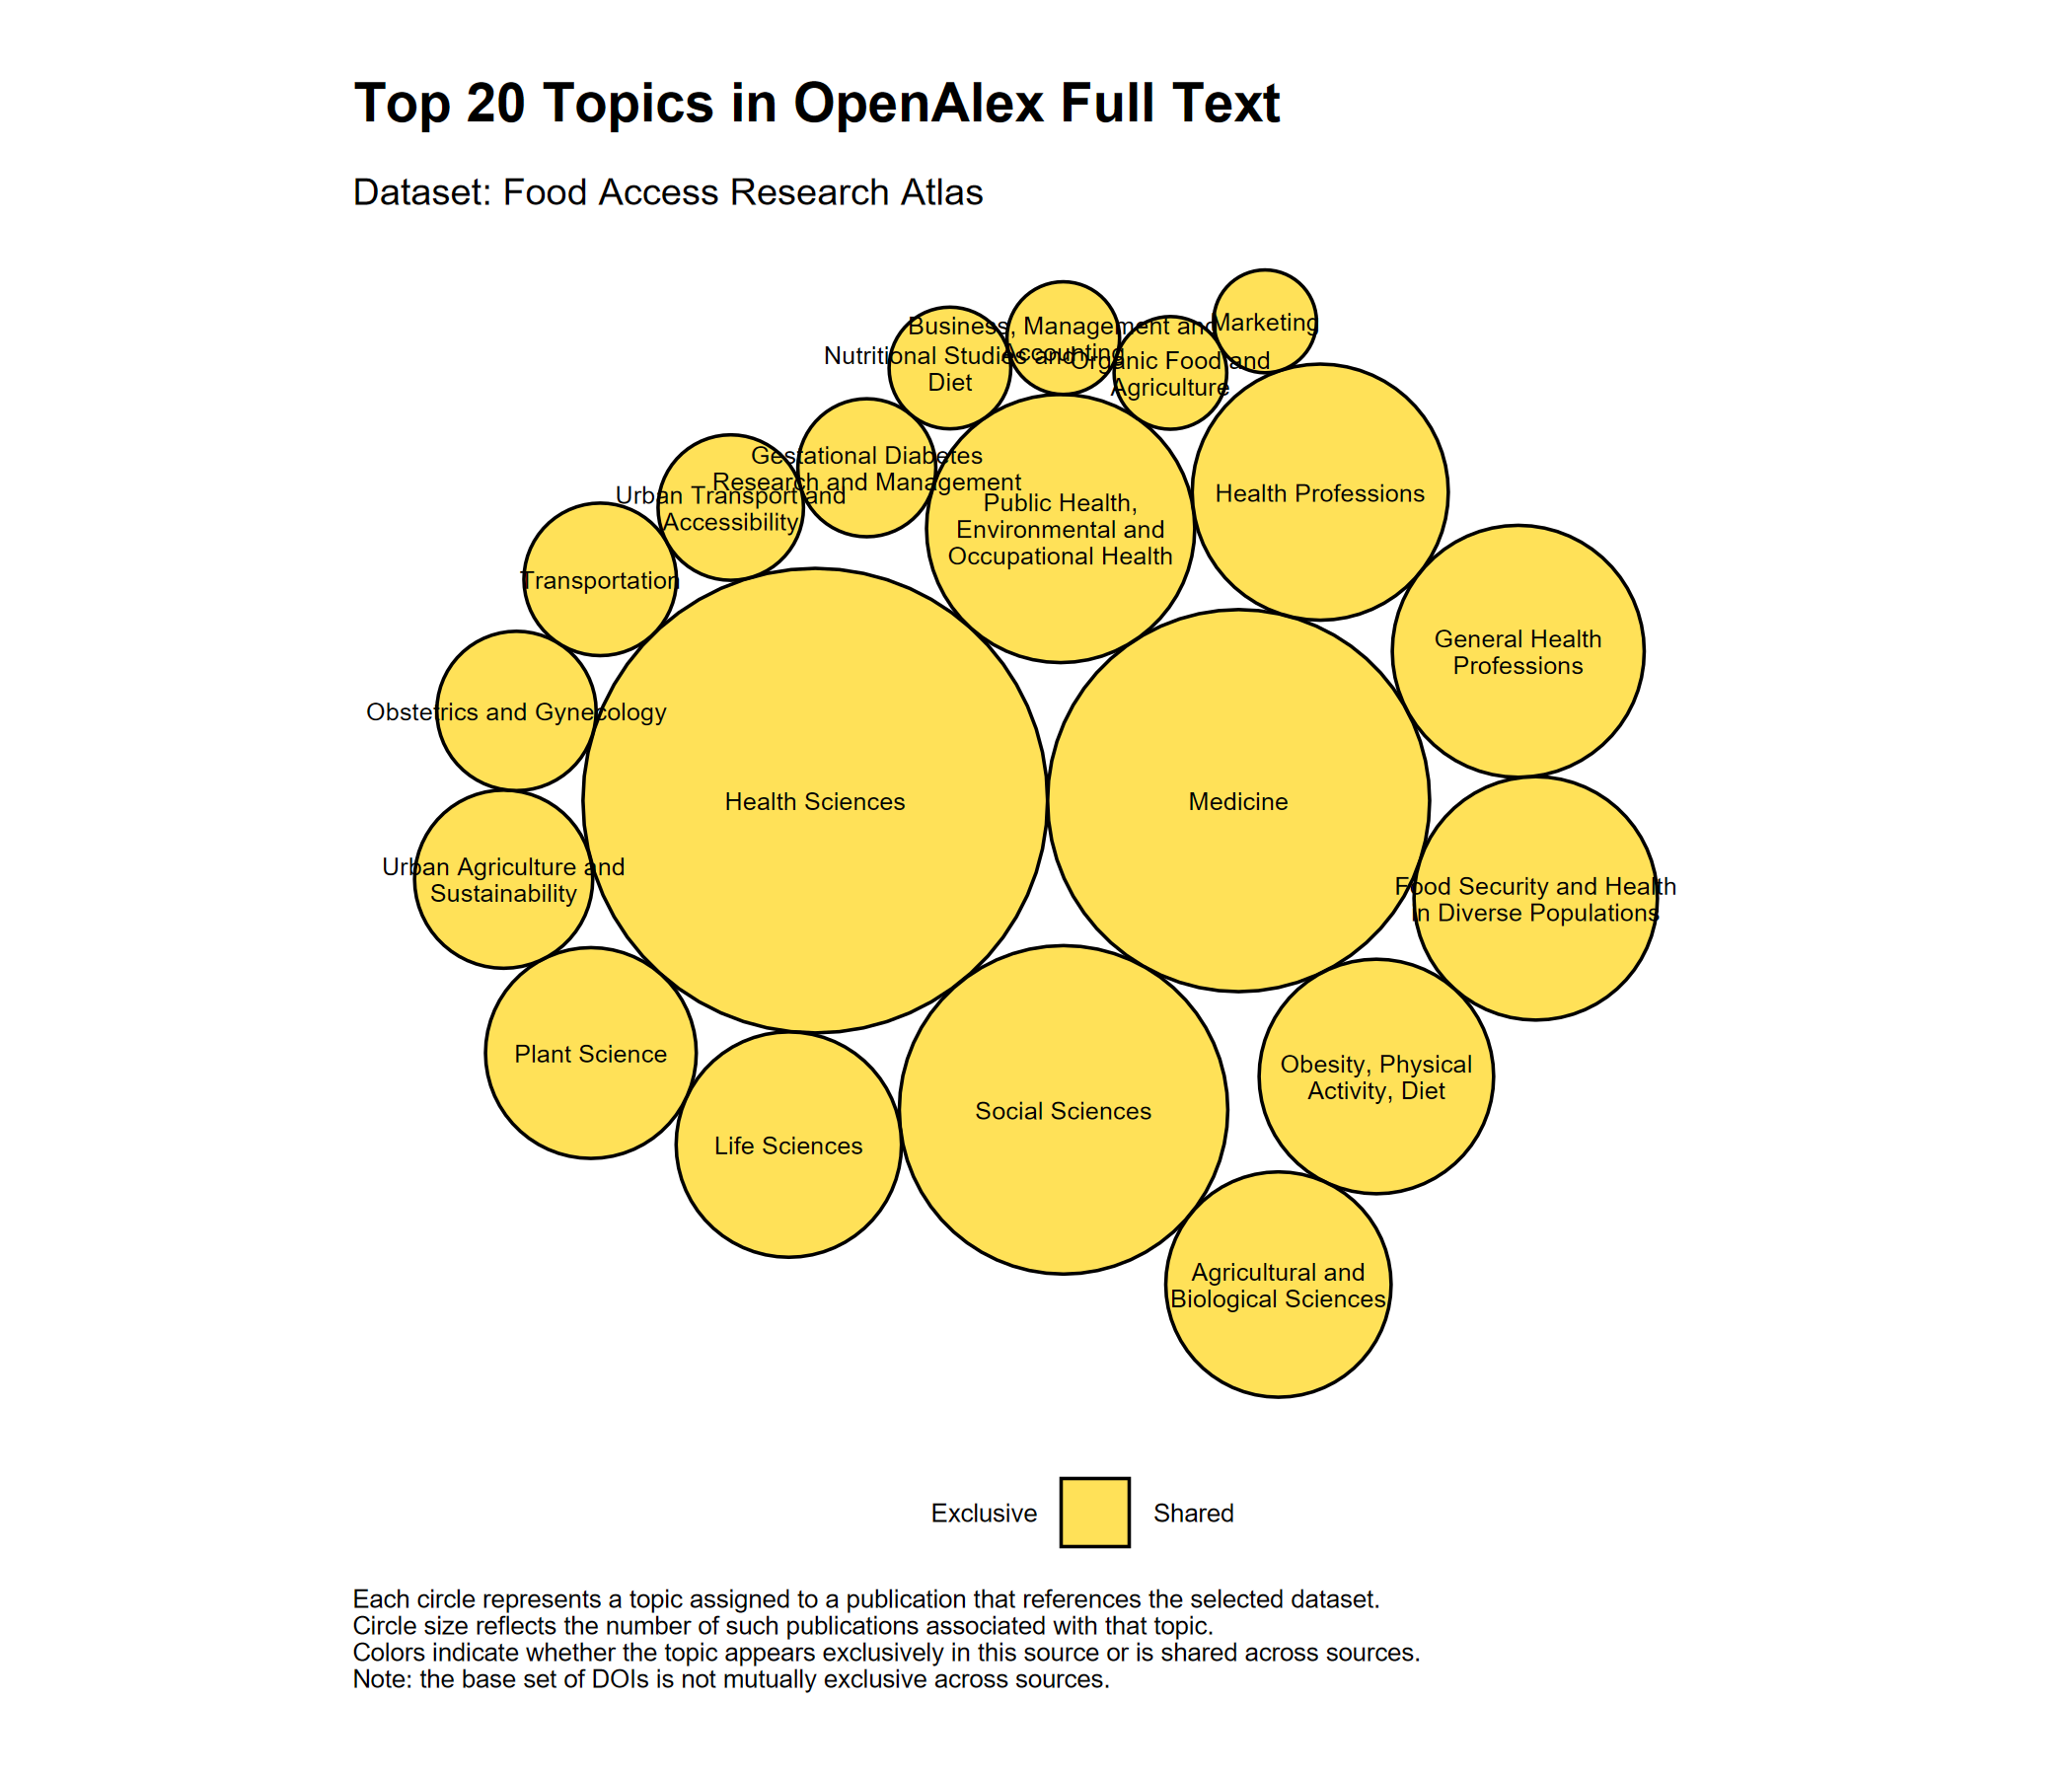 Top 20 Topics in OpenAlex Full Text
Dataset: Food Access Research Atlas
Marketing
Business, Management and
Accounting
Nutritional Studies and
Diet
Organic Food and
Agriculture
Gestational Diabetes
Research and Management
Urban Transport and
Accessibility
Public Health,
Environmental and
Occupational Health
Health Professions
Transportation
General Health
Professions
Obstetrics and Gynecology
Health Sciences
Medicine
Urban Agriculture and
Sustainability
Food Security and Health
in Diverse Populations
Plant Science
Obesity, Physical
Activity, Diet
Social Sciences
Life Sciences
Agricultural and
Biological Sciences
Exclusive
Shared
Each circle represents a topic assigned to a publication that references the selected dataset.
Circle size reflects the number of such publications associated with that topic.
Colors indicate whether the topic appears exclusively in this source or is shared across sources.
Note: the base set of DOIs is not mutually exclusive across sources.